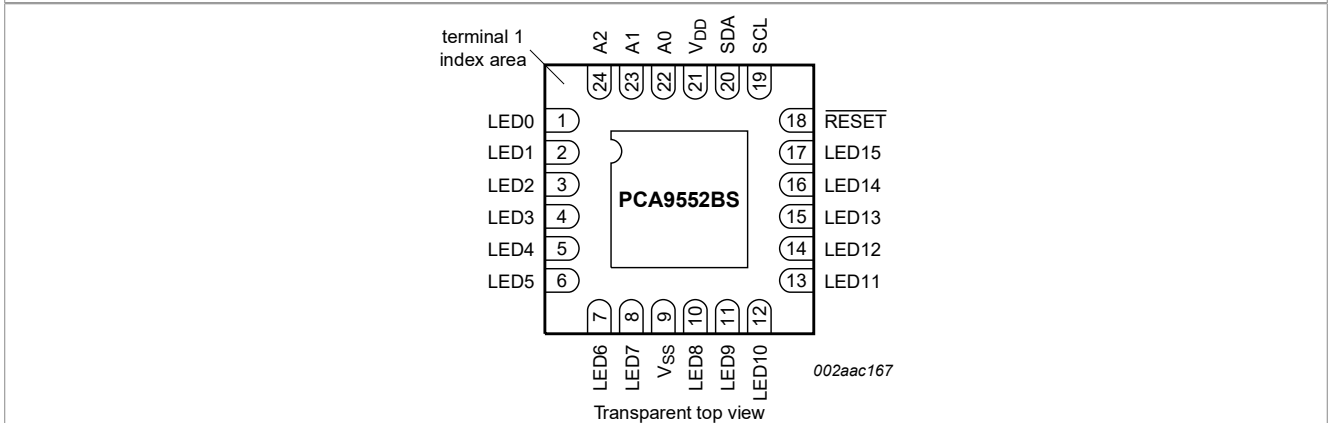 terminal 1
index area
A2
A1
A0
VDD
SDA
SCL
24
23
22
21
20
19
LED0 1
LED1 2
LED2 3
LED3 4
LED4 5
LED5 6
PCA9552BS
18 RESET
17 LED15
16 LED14
15 LED13
14 LED12
13 LED11
7
8
9
10
11
12
LED6
LED7
VSS
LED8
LED9
LED10
002aac167
Transparent top view